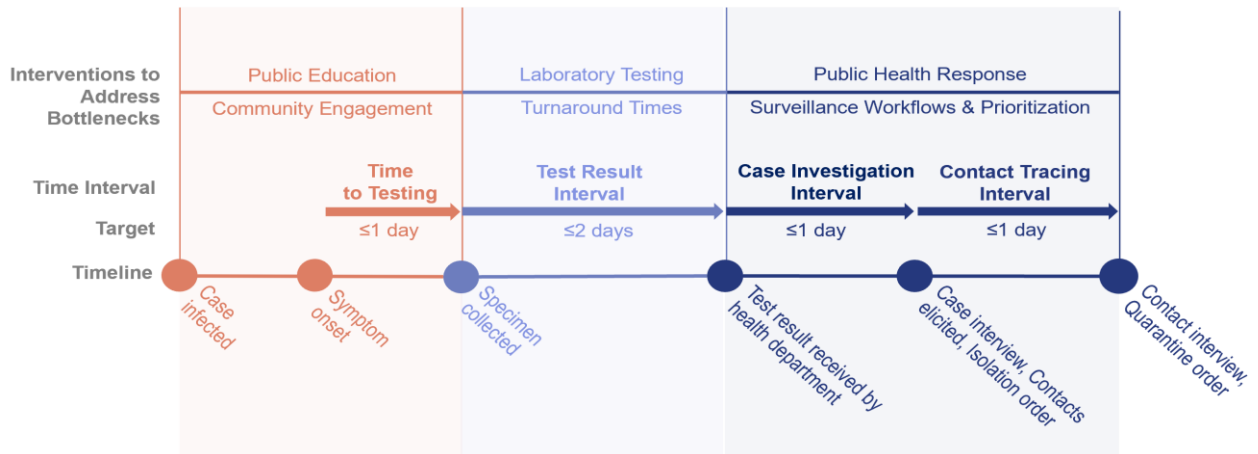 Interventions to
Address
Bottlenecks
Public Education
Community Engagement
Laboratory Testing
Turnaround Times
Public Health Response
Surveillance Workflows & Prioritization
Time Interval
Time
to Testing
Test Result
Interval
Case Investigation
Interval
Contact Tracing
Interval
Target
≤1 day
≤2 days
≤1 day
≤1 day
Timeline
Case
infected
Symptom
onset
Specimen
collected
Test result received by
health department
Case interview, Contacts
elicited, Isolation order
Contact interview,
Quarantine order